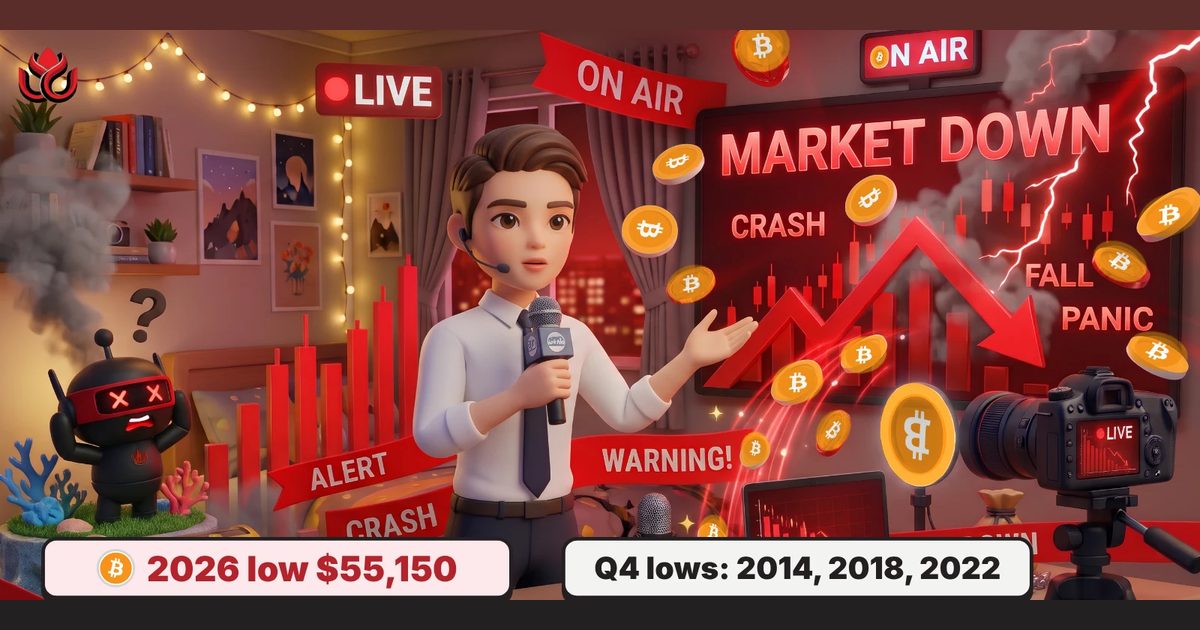 LIVE
ON AIR
ON AIR
MARKET DOWN
CRASH
FALL
PANIC
?
LIVE
WARNING!
ALERT
CRASH
2026 low $55,150
Q4 lows: 2014, 2018, 2022